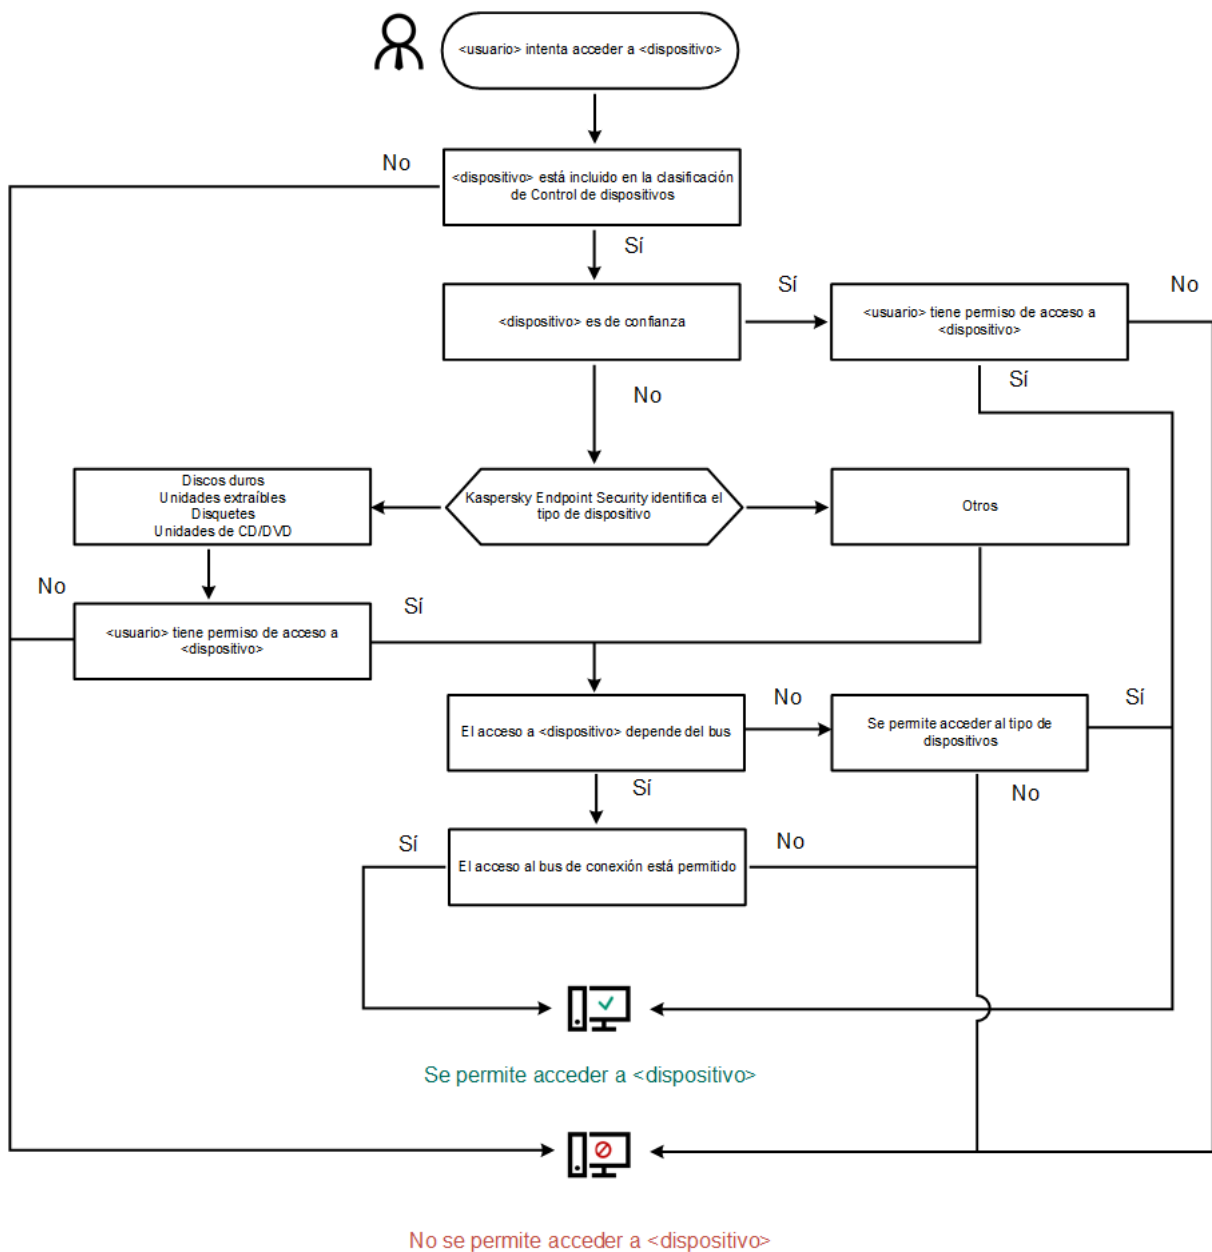 <usuario> intenta acceder a <dispositivo>
No
<dispositivo> está incluido en la clasificación
de Control de dispositivos
Sí
<dispositivo> es de confianza
Sí
<usuario> tiene permiso de acceso a
<dispositivo>
No
Sí
No
Discos duros
Unidades extraíbles
Disquetes
Unidades de CD/DVD
Kaspersky Endpoint Security identifica el
tipo de dispositivo
Otros
No
<usuario> tiene permiso de acceso a
<dispositivo>
Sí
El acceso a <dispositivo> depende del bus
No
Se permite acceder al tipo de
dispositivos
Sí
Sí
No
Sí
El acceso al bus de conexión está permitido
No
Se permite acceder a <dispositivo>
No se permite acceder a <dispositivo>